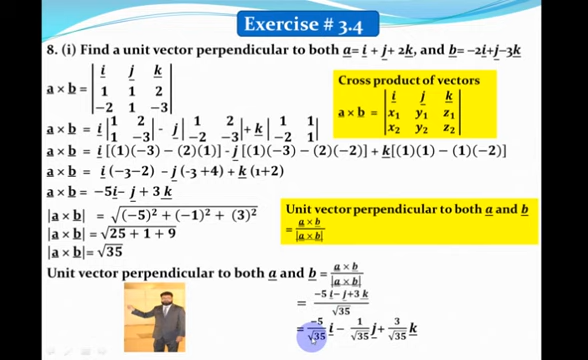 Exercise # 3.4
8. (i) Find a unit vector perpendicular to both a= i + j+ 2k, and b=-2i+j-3k
a × b = | i j k |
| 1 1 2 |
| -2 1 -3 |
Cross product of vectors
a × b = | i j k |
| x₁ y₁ z₁ |
| x₂ y₂ z₂ |
a × b = i |1 2| - j |1 2| + k |1 1|
|1 -3| |-2 -3| |-2 1|
a × b = i [(1)(-3) - (2)(1)] - j [(1)(-3) - (2)(-2)] + k[(1)(1) - (1)(-2)]
a × b = i(-3-2) - j(-3 +4) + k (1+2)
a × b = -5i- j + 3 k
|a × b| = √(-5)² + (-1)² + (3)²
|a × b| = √25 + 1 + 9
|a × b|= √35
Unit vector perpendicular to both a and b
= a × b / |a × b|
Unit vector perpendicular to both a and b = a × b / |a × b|
= -5 i- j+3 k / √35
= -5/√35 i - 1/√35 j + 3/√35 k